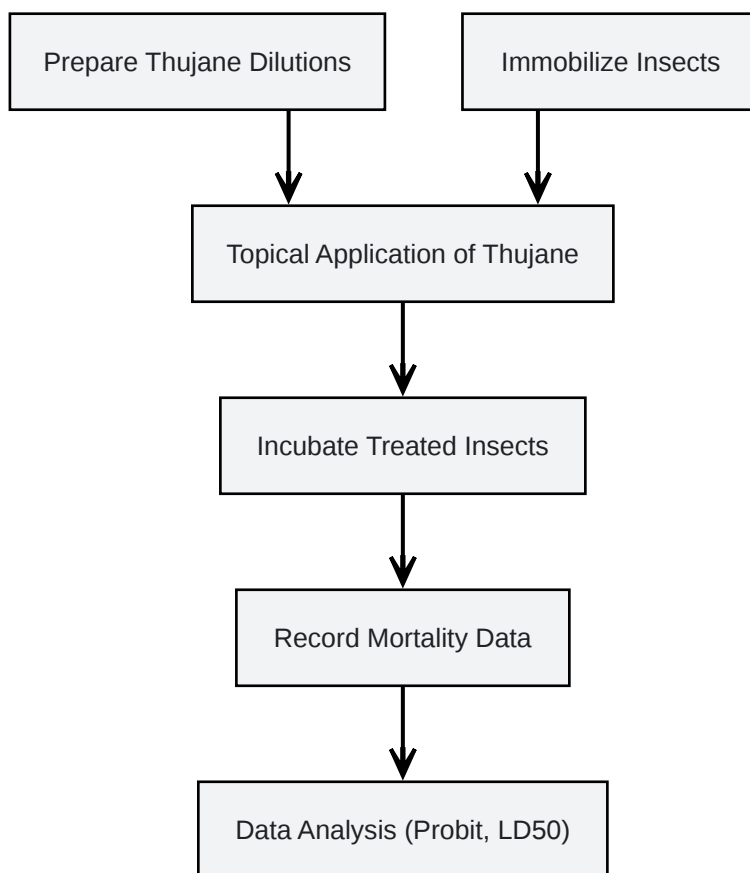 Prepare Thujane Dilutions
Immobilize Insects
Topical Application of Thujane
Incubate Treated Insects
Record Mortality Data
Data Analysis (Probit, LD50)